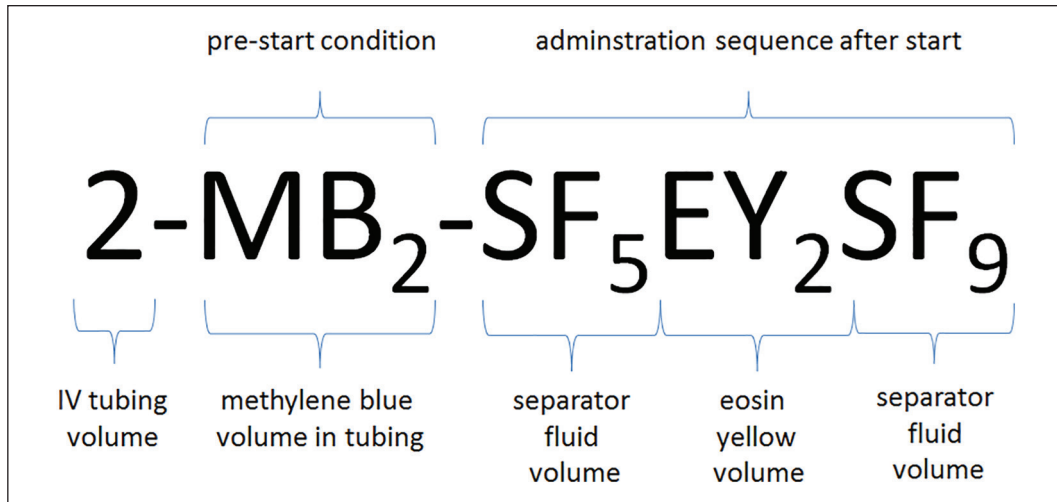 pre-start condition
adminstration sequence after start
2-MB₂-SF₅EY₂SF₉
IV tubing
volume
methylene blue
volume in tubing
separator
fluid
volume
eosin
yellow
volume
separator
fluid
volume